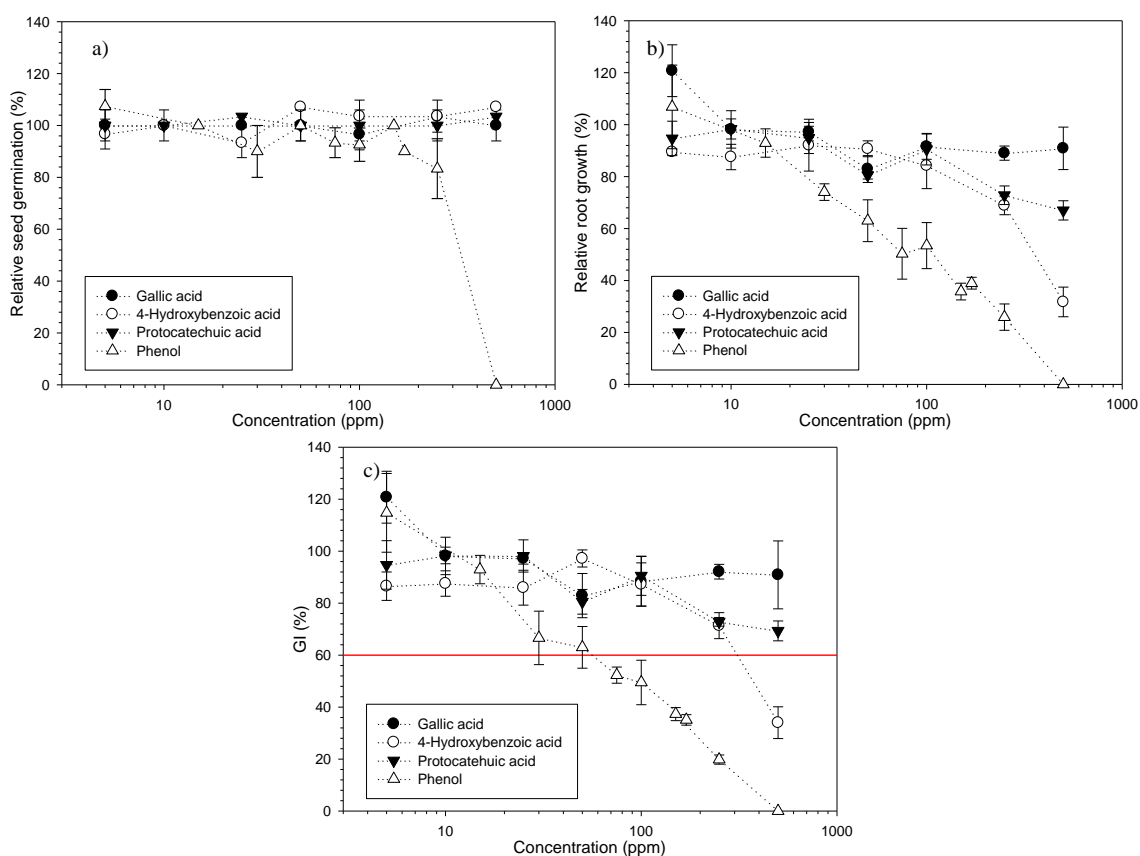 a)
Relative seed germination (%)
140
120
100
80
60
40
20
0
Gallic acid
4-Hydroxybenzoic acid
Protocatechuic acid
Phenol
10
100
1000
Concentration (ppm)
b)
Relative root growth (%)
140
120
100
80
60
40
20
0
Gallic acid
4-Hydroxybenzoic acid
Protocatechuic acid
Phenol
10
100
1000
Concentration (ppm)
c)
GI (%)
140
120
100
80
60
40
20
0
Gallic acid
4-Hydroxybenzoic acid
Protocatehuic acid
Phenol
10
100
1000
Concentration (ppm)